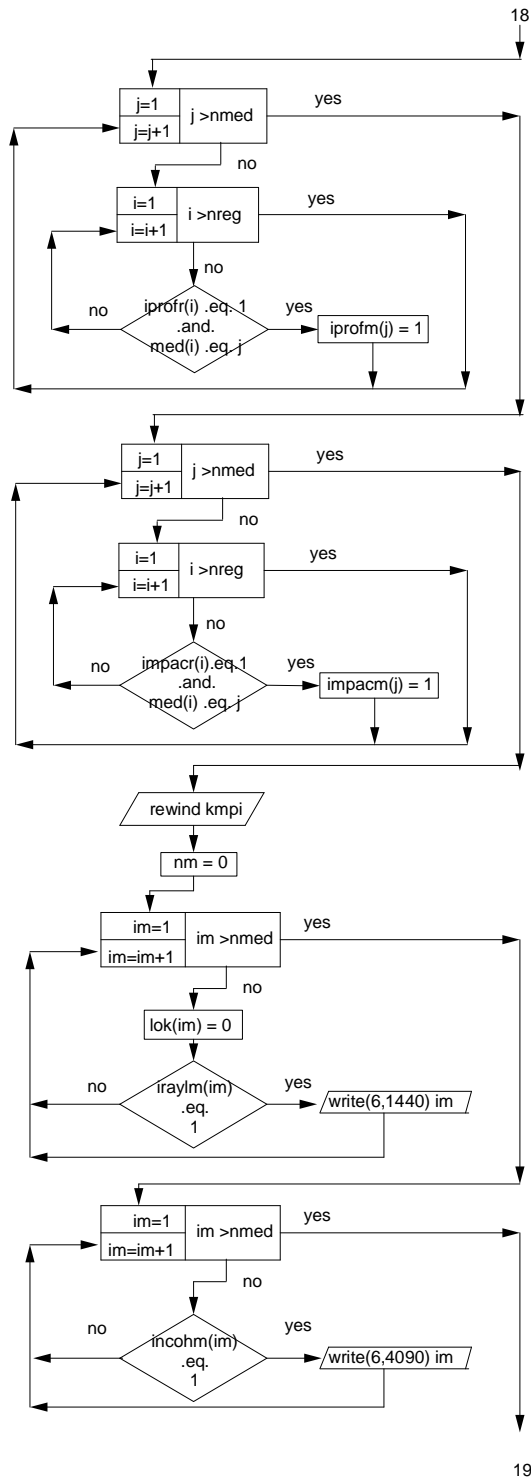 18
j=1
j=j+1
j >nmed
yes
no
i=1
i=i+1
i >nreg
yes
no
no
iprofr(i) .eq. 1
.and.
med(i) .eq. j
yes
iprofm(j) = 1
j=1
j=j+1
j >nmed
yes
no
i=1
i=i+1
i >nreg
yes
no
no
impacr(i).eq.1
.and.
med(i) .eq. j
yes
impacm(j) = 1
rewind kmpi
nm = 0
im=1
im=im+1
im >nmed
yes
no
lok(im) = 0
no
iraylm(im)
.eq.
1
yes
write(6,1440) im
im=1
im=im+1
im >nmed
yes
no
no
incohm(im)
.eq.
1
yes
write(6,4090) im
19